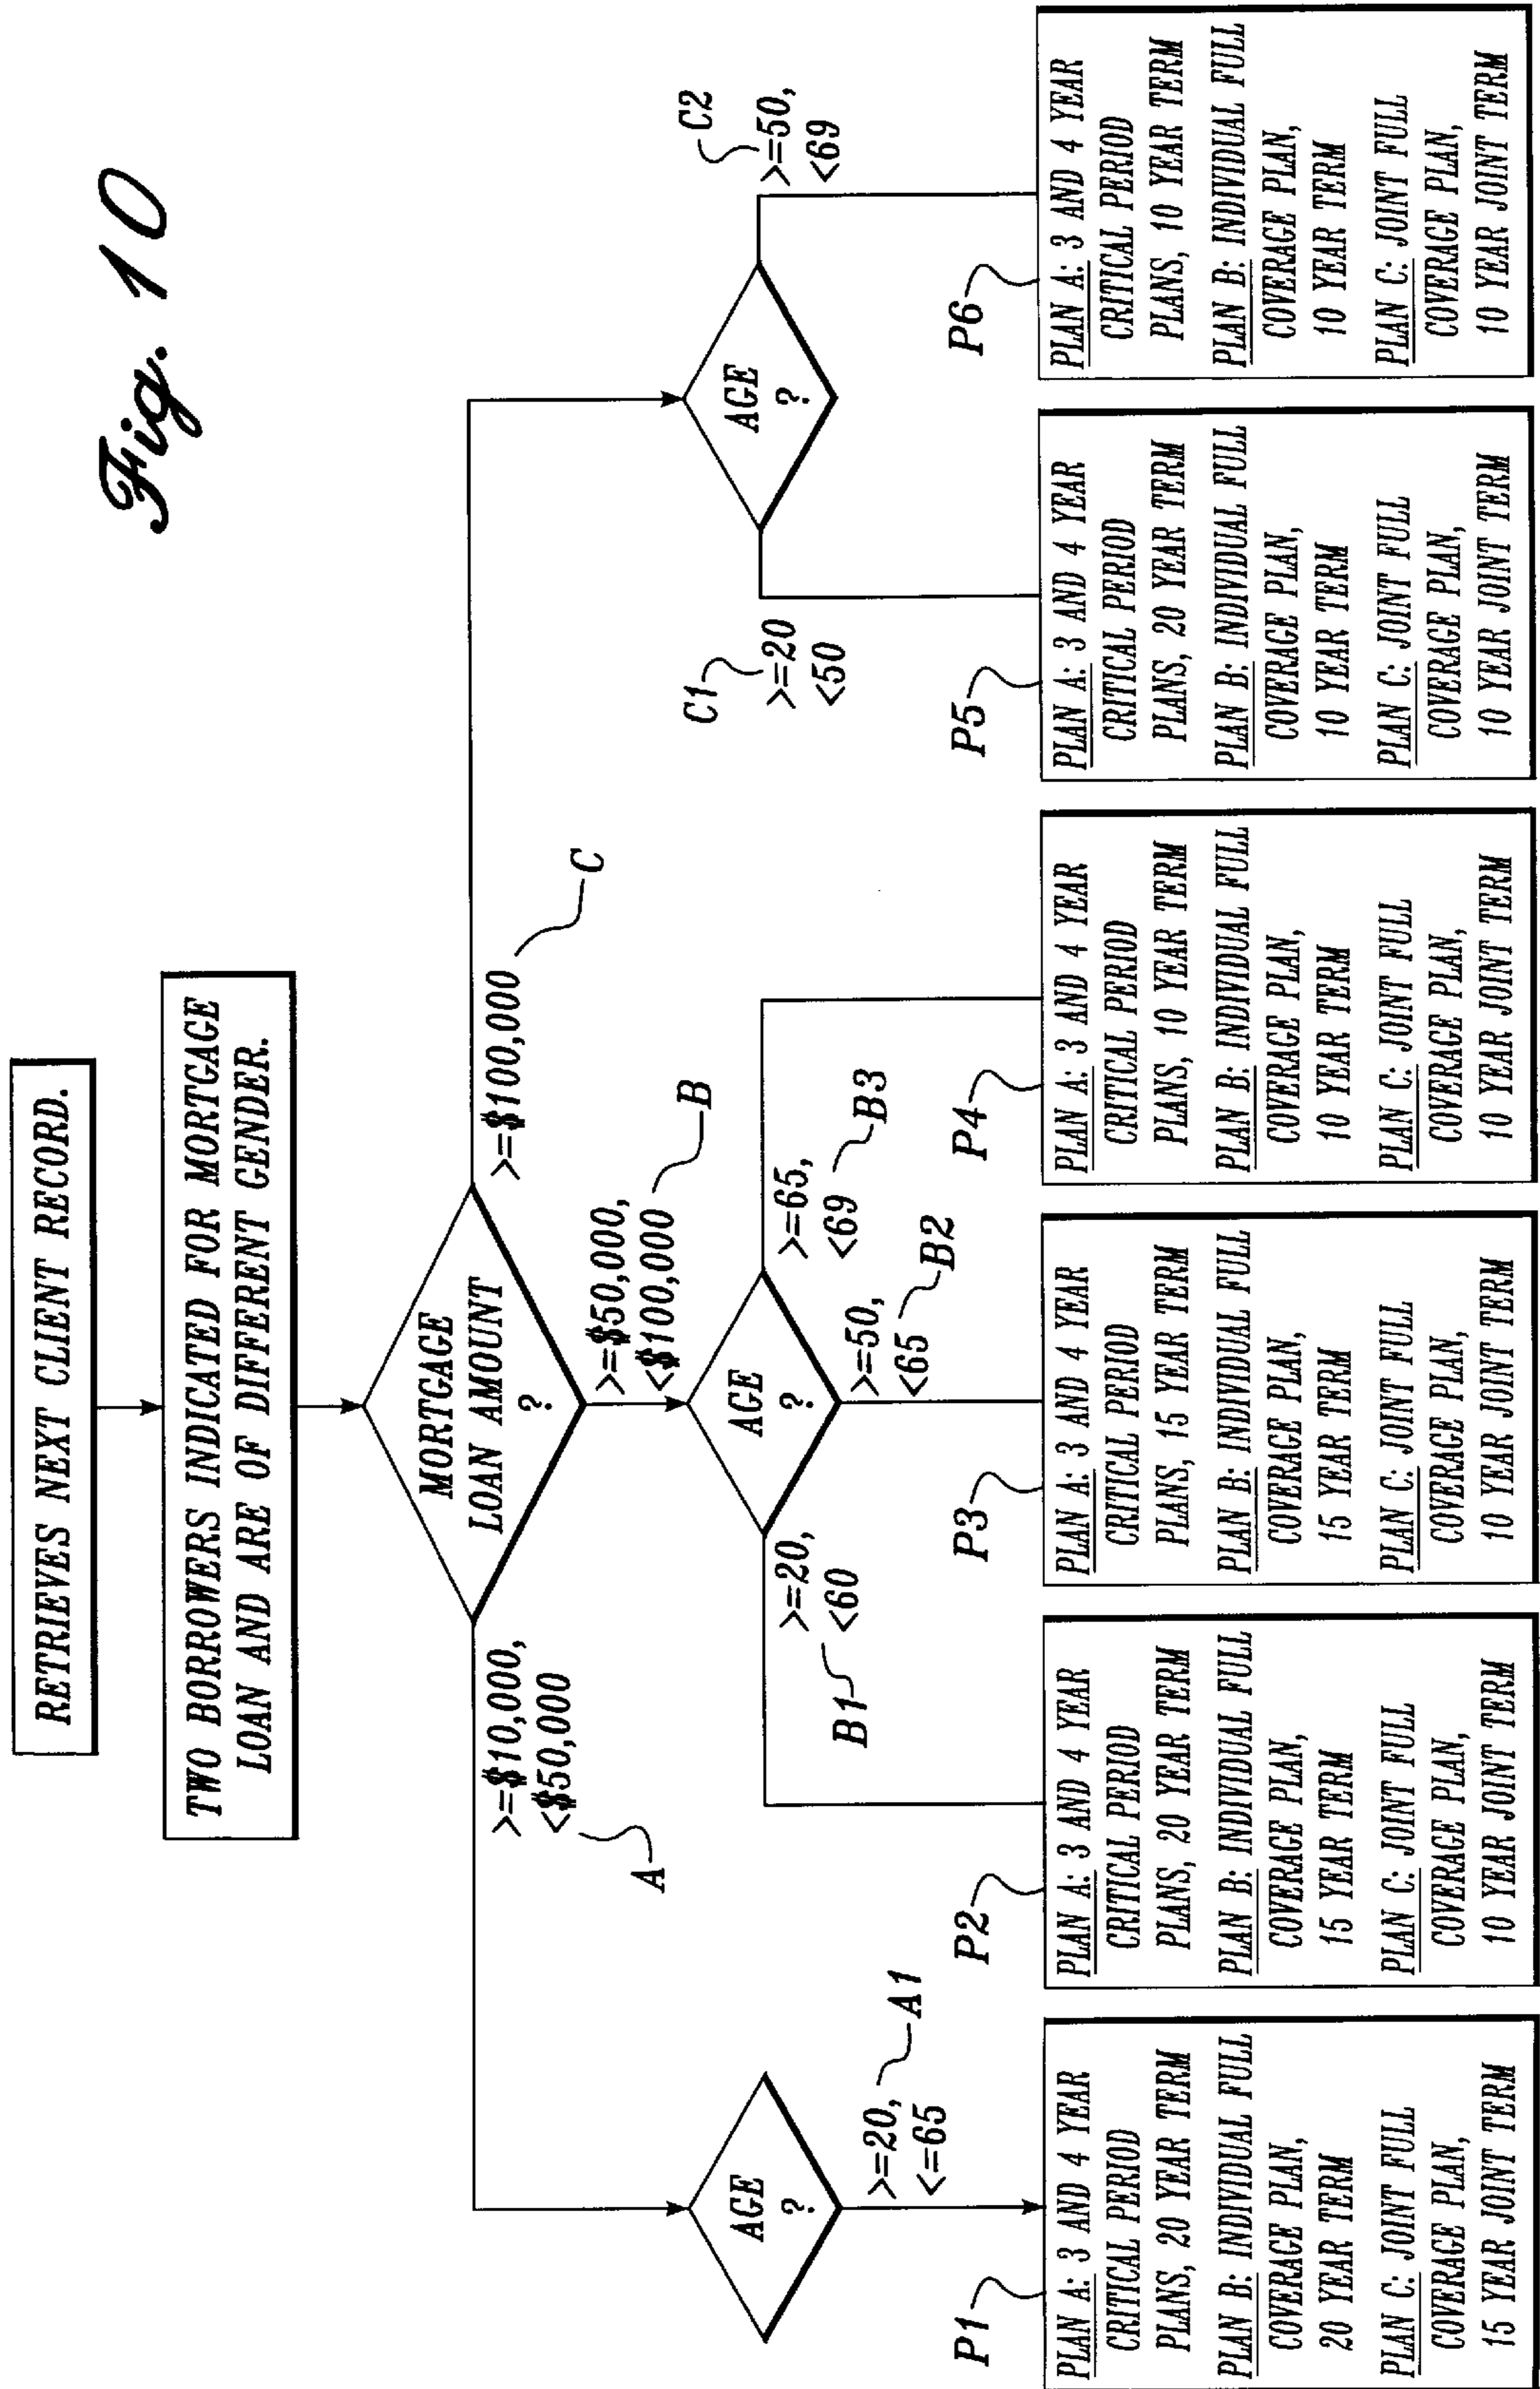 Fig. 10
RETRIEVES NEXT CLIENT RECORD.
TWO BORROWERS INDICATED FOR MORTGAGE
LOAN AND ARE OF DIFFERENT GENDER.
MORTGAGE
LOAN AMOUNT
?
>=$10,000,
<$50,000
A
>=$50,000,
<$100,000
B
>=$100,000
C
AGE
?
>=20,
<=65
A1
AGE
?
>=20,
<60
B1
>=50,
<65
B2
>=65,
<69
B3
AGE
?
C1
>=20
<50
C2
>=50,
<69
P1
PLAN A: 3 AND 4 YEAR
CRITICAL PERIOD
PLANS, 20 YEAR TERM
PLAN B: INDIVIDUAL FULL
COVERAGE PLAN,
20 YEAR TERM
PLAN C: JOINT FULL
COVERAGE PLAN,
15 YEAR JOINT TERM
P2
PLAN A: 3 AND 4 YEAR
CRITICAL PERIOD
PLANS, 20 YEAR TERM
PLAN B: INDIVIDUAL FULL
COVERAGE PLAN,
15 YEAR TERM
PLAN C: JOINT FULL
COVERAGE PLAN,
10 YEAR JOINT TERM
P3
PLAN A: 3 AND 4 YEAR
CRITICAL PERIOD
PLANS, 15 YEAR TERM
PLAN B: INDIVIDUAL FULL
COVERAGE PLAN,
15 YEAR TERM
PLAN C: JOINT FULL
COVERAGE PLAN,
10 YEAR JOINT TERM
P4
PLAN A: 3 AND 4 YEAR
CRITICAL PERIOD
PLANS, 10 YEAR TERM
PLAN B: INDIVIDUAL FULL
COVERAGE PLAN,
10 YEAR TERM
PLAN C: JOINT FULL
COVERAGE PLAN,
10 YEAR JOINT TERM
P5
PLAN A: 3 AND 4 YEAR
CRITICAL PERIOD
PLANS, 20 YEAR TERM
PLAN B: INDIVIDUAL FULL
COVERAGE PLAN,
10 YEAR TERM
PLAN C: JOINT FULL
COVERAGE PLAN,
10 YEAR JOINT TERM
P6
PLAN A: 3 AND 4 YEAR
CRITICAL PERIOD
PLANS, 10 YEAR TERM
PLAN B: INDIVIDUAL FULL
COVERAGE PLAN,
10 YEAR TERM
PLAN C: JOINT FULL
COVERAGE PLAN,
10 YEAR JOINT TERM